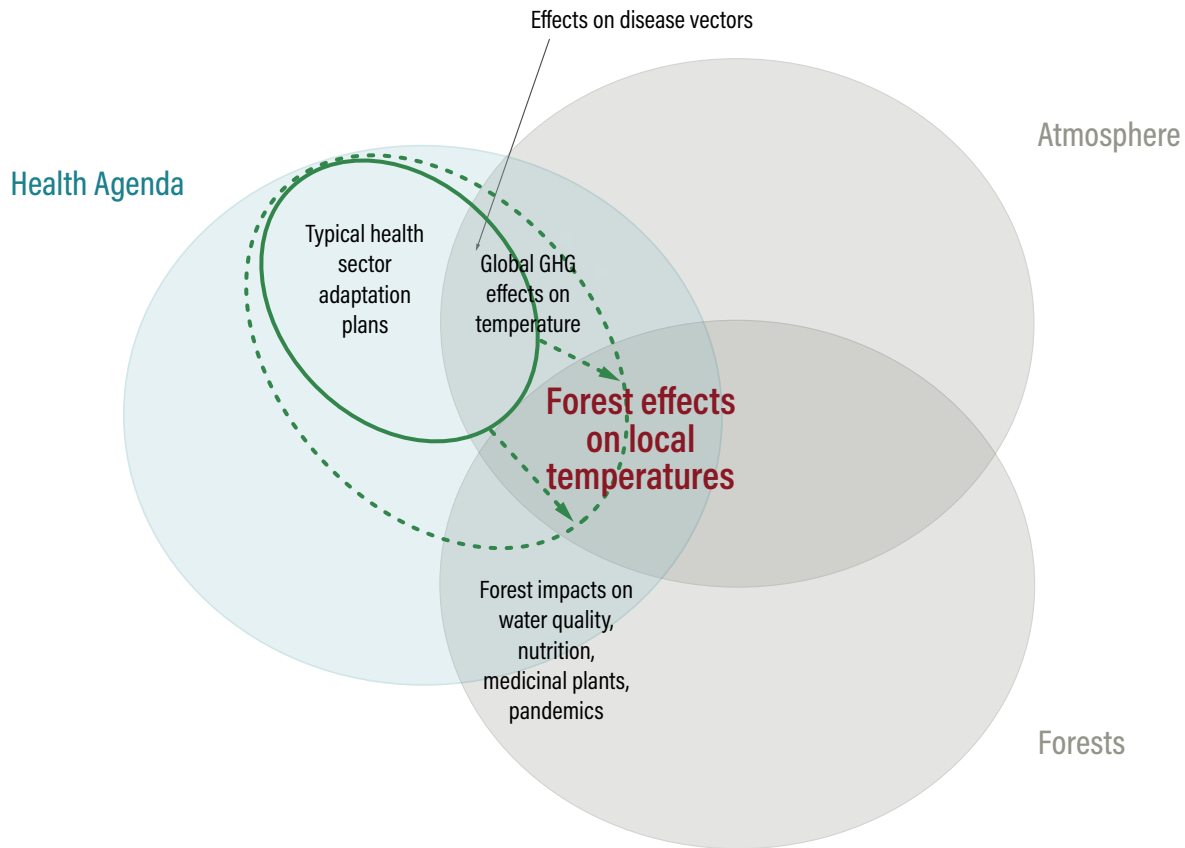 Effects on disease vectors
Atmosphere
Health Agenda
Typical health
sector
adaptation
plans
Global GHG
effects on
temperature
Forest effects
on local
temperatures
Forest impacts on
water quality,
nutrition,
medicinal plants,
pandemics
Forests